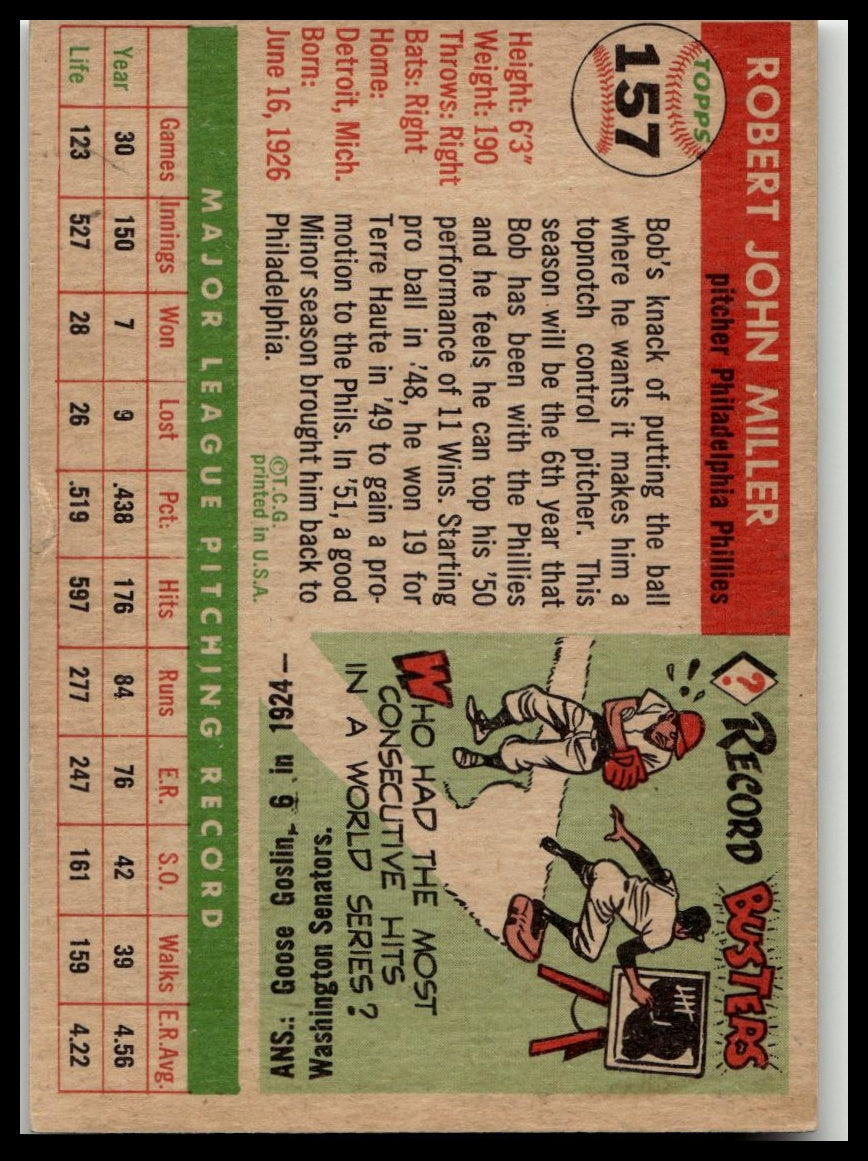 TOPPS
157
ROBERT JOHN MILLER
pitcher Philadelphia Phillies
Height: 6'3"
Weight: 190
Throws: Right
Bats: Right
Home:
Detroit, Mich.
Born:
June 16, 1926
Bob's knack of putting the ball
where he wants it makes him a
topnotch control pitcher. This
season will be the 6th year that
Bob has been with the Phillies
and he feels he can top his '50
performance of 11 Wins. Starting
pro ball in '48, he won 19 for
Terre Haute in '49 to gain a pro-
motion to the Phils. In '51, a good
Minor season brought him back to
Philadelphia.
©T.C.G.
printed in U.S.A.
? RECORD BUSTERS
!!
WHO HAD THE MOST
CONSECUTIVE HITS
IN A WORLD SERIES?
ANS.: Goose Goslin, 6 in 1924—
Washington Senators.
MAJOR LEAGUE PITCHING RECORD
Games Innings Won Lost Pct: Hits Runs E.R. S.O. Walks E.R.Avg.
Year 30 150 7 9 .438 176 84 76 42 39 4.56
Life 123 527 28 26 .519 597 277 247 161 159 4.22